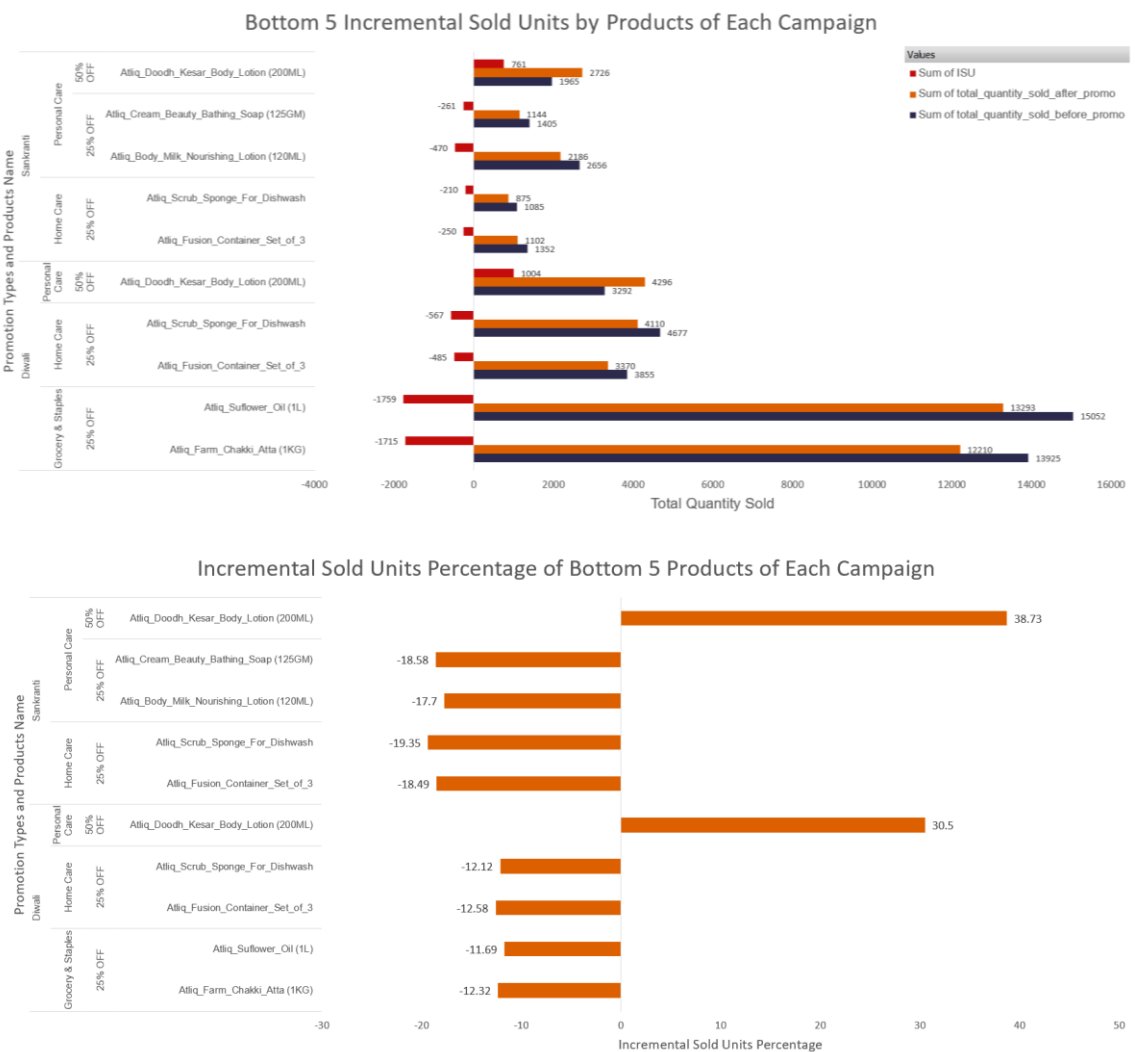 Bottom 5 Incremental Sold Units by Products of Each Campaign
Values
Sum of ISU
Sum of total_quantity_sold_after_promo
Sum of total_quantity_sold_before_promo
Promotion Types and Products Name
Sankranti
Personal Care
50%
OFF
Atliq_Doodh_Kesar_Body_Lotion (200ML)
761
2726
1965
25% OFF
Atliq_Cream_Beauty_Bathing_Soap (125GM)
-261
1144
1405
Atliq_Body_Milk_Nourishing_Lotion (120ML)
-470
2186
2656
Home Care
25% OFF
Atliq_Scrub_Sponge_For_Dishwash
-210
875
1085
Atliq_Fusion_Container_Set_of_3
-250
1102
1352
Diwali
Personal
Care
50%
OFF
Atliq_Doodh_Kesar_Body_Lotion (200ML)
1004
4296
3292
Home Care
25% OFF
Atliq_Scrub_Sponge_For_Dishwash
-567
4110
4677
Atliq_Fusion_Container_Set_of_3
-485
3370
3855
Grocery & Staples
25% OFF
Atliq_Suflower_Oil (1L)
-1759
13293
15052
Atliq_Farm_Chakki_Atta (1KG)
-1715
12210
13925
-4000 -2000 0 2000 4000 6000 8000 10000 12000 14000 16000
Total Quantity Sold
Incremental Sold Units Percentage of Bottom 5 Products of Each Campaign
Promotion Types and Products Name
Sankranti
Personal Care
50%
OFF
Atliq_Doodh_Kesar_Body_Lotion (200ML)
38.73
25% OFF
Atliq_Cream_Beauty_Bathing_Soap (125GM)
-18.58
Atliq_Body_Milk_Nourishing_Lotion (120ML)
-17.7
Home Care
25% OFF
Atliq_Scrub_Sponge_For_Dishwash
-19.35
Atliq_Fusion_Container_Set_of_3
-18.49
Diwali
Personal
Care
50%
OFF
Atliq_Doodh_Kesar_Body_Lotion (200ML)
30.5
Home Care
25% OFF
Atliq_Scrub_Sponge_For_Dishwash
-12.12
Atliq_Fusion_Container_Set_of_3
-12.58
Grocery & Staples
25% OFF
Atliq_Suflower_Oil (1L)
-11.69
Atliq_Farm_Chakki_Atta (1KG)
-12.32
-30 -20 -10 0 10 20 30 40 50
Incremental Sold Units Percentage